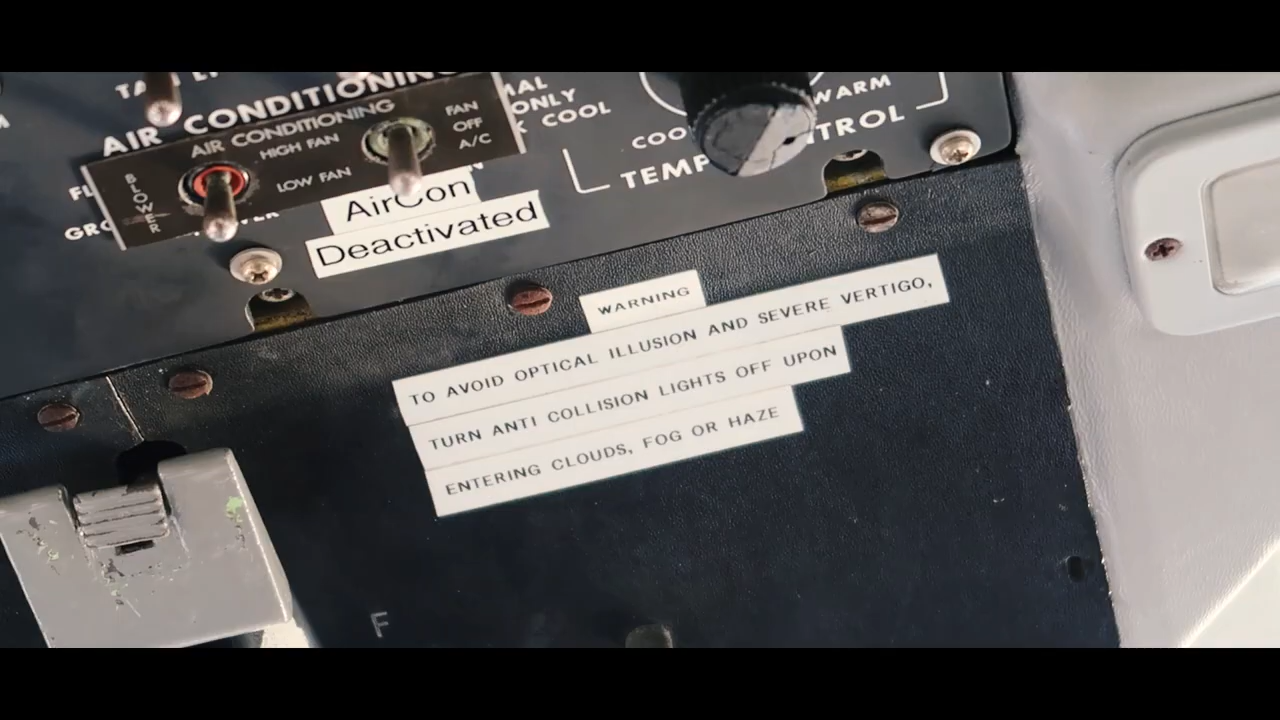 AIR CONDITIONING
AIR CONDITIONING
HIGH FAN
LOW FAN
BLOWER
FAN
OFF
A/C
ONLY
COOL
WARM
AirCon
Deactivated
WARNING
TO AVOID OPTICAL ILLUSION AND SEVERE VERTIGO,
TURN ANTI COLLISION LIGHTS OFF UPON
ENTERING CLOUDS, FOG OR HAZE
F